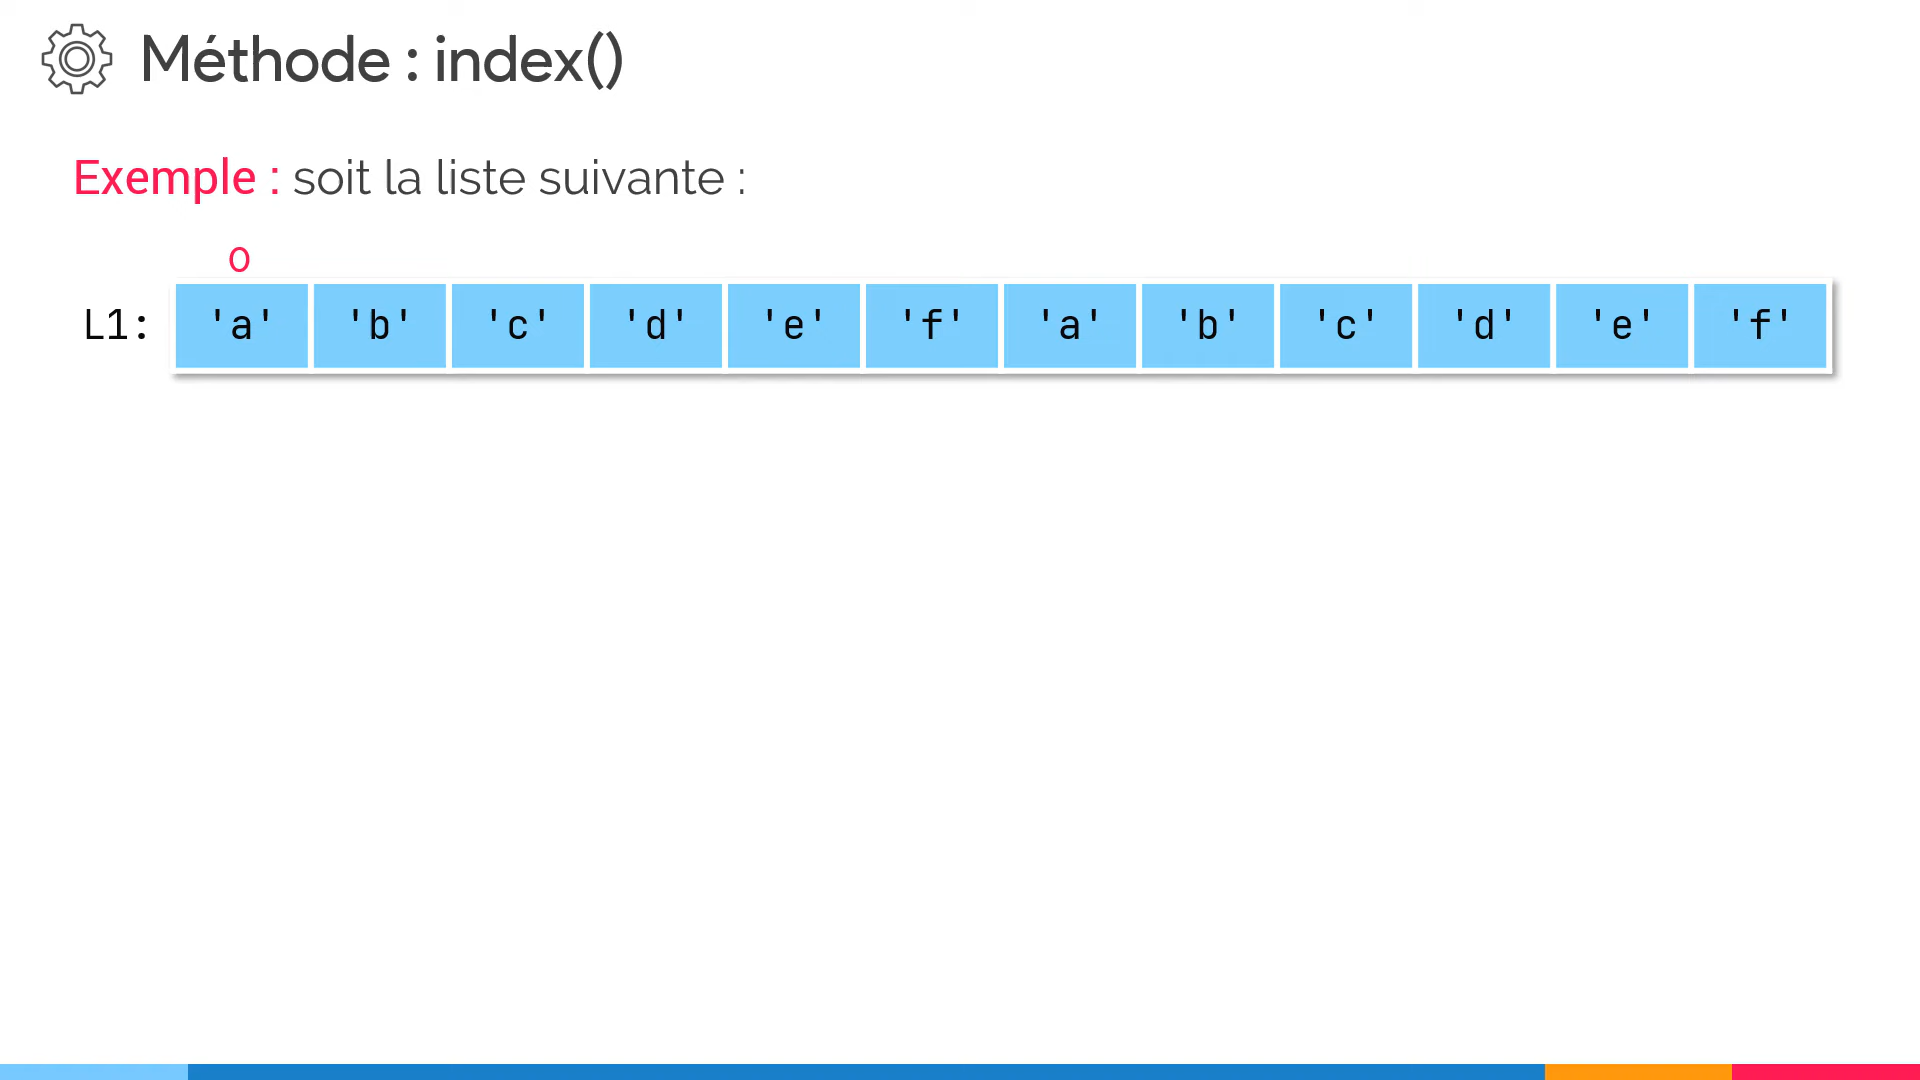 Méthode : index()
Exemple : soit la liste suivante :
0
L1: 'a' 'b' 'c' 'd' 'e' 'f' 'a' 'b' 'c' 'd' 'e' 'f'